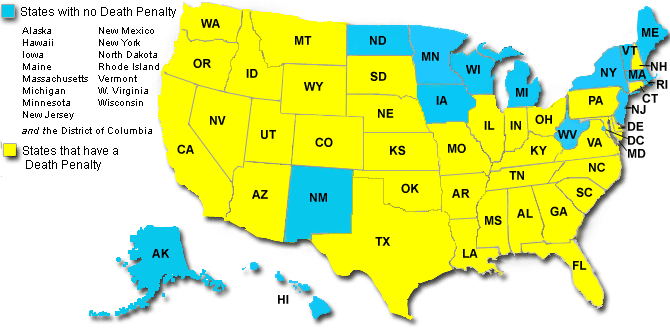 States with no Death Penalty
Alaska New Mexico
Hawaii New York
Iowa North Dakota
Maine Rhode Island
Massachusetts Vermont
Michigan W. Virginia
Minnesota Wisconsin
New Jersey
and the District of Columbia
States that have a
Death Penalty
WA
MT
ND
MN
WI
MI
NY
VT
ME
NH
MA
RI
CT
OR
ID
WY
SD
IA
NE
PA
NJ
NV
UT
CO
KS
MO
IL
IN
OH
WV
VA
DE
DC
MD
CA
AZ
NM
OK
AR
KY
TN
NC
SC
TX
LA
MS
AL
GA
FL
AK
HI